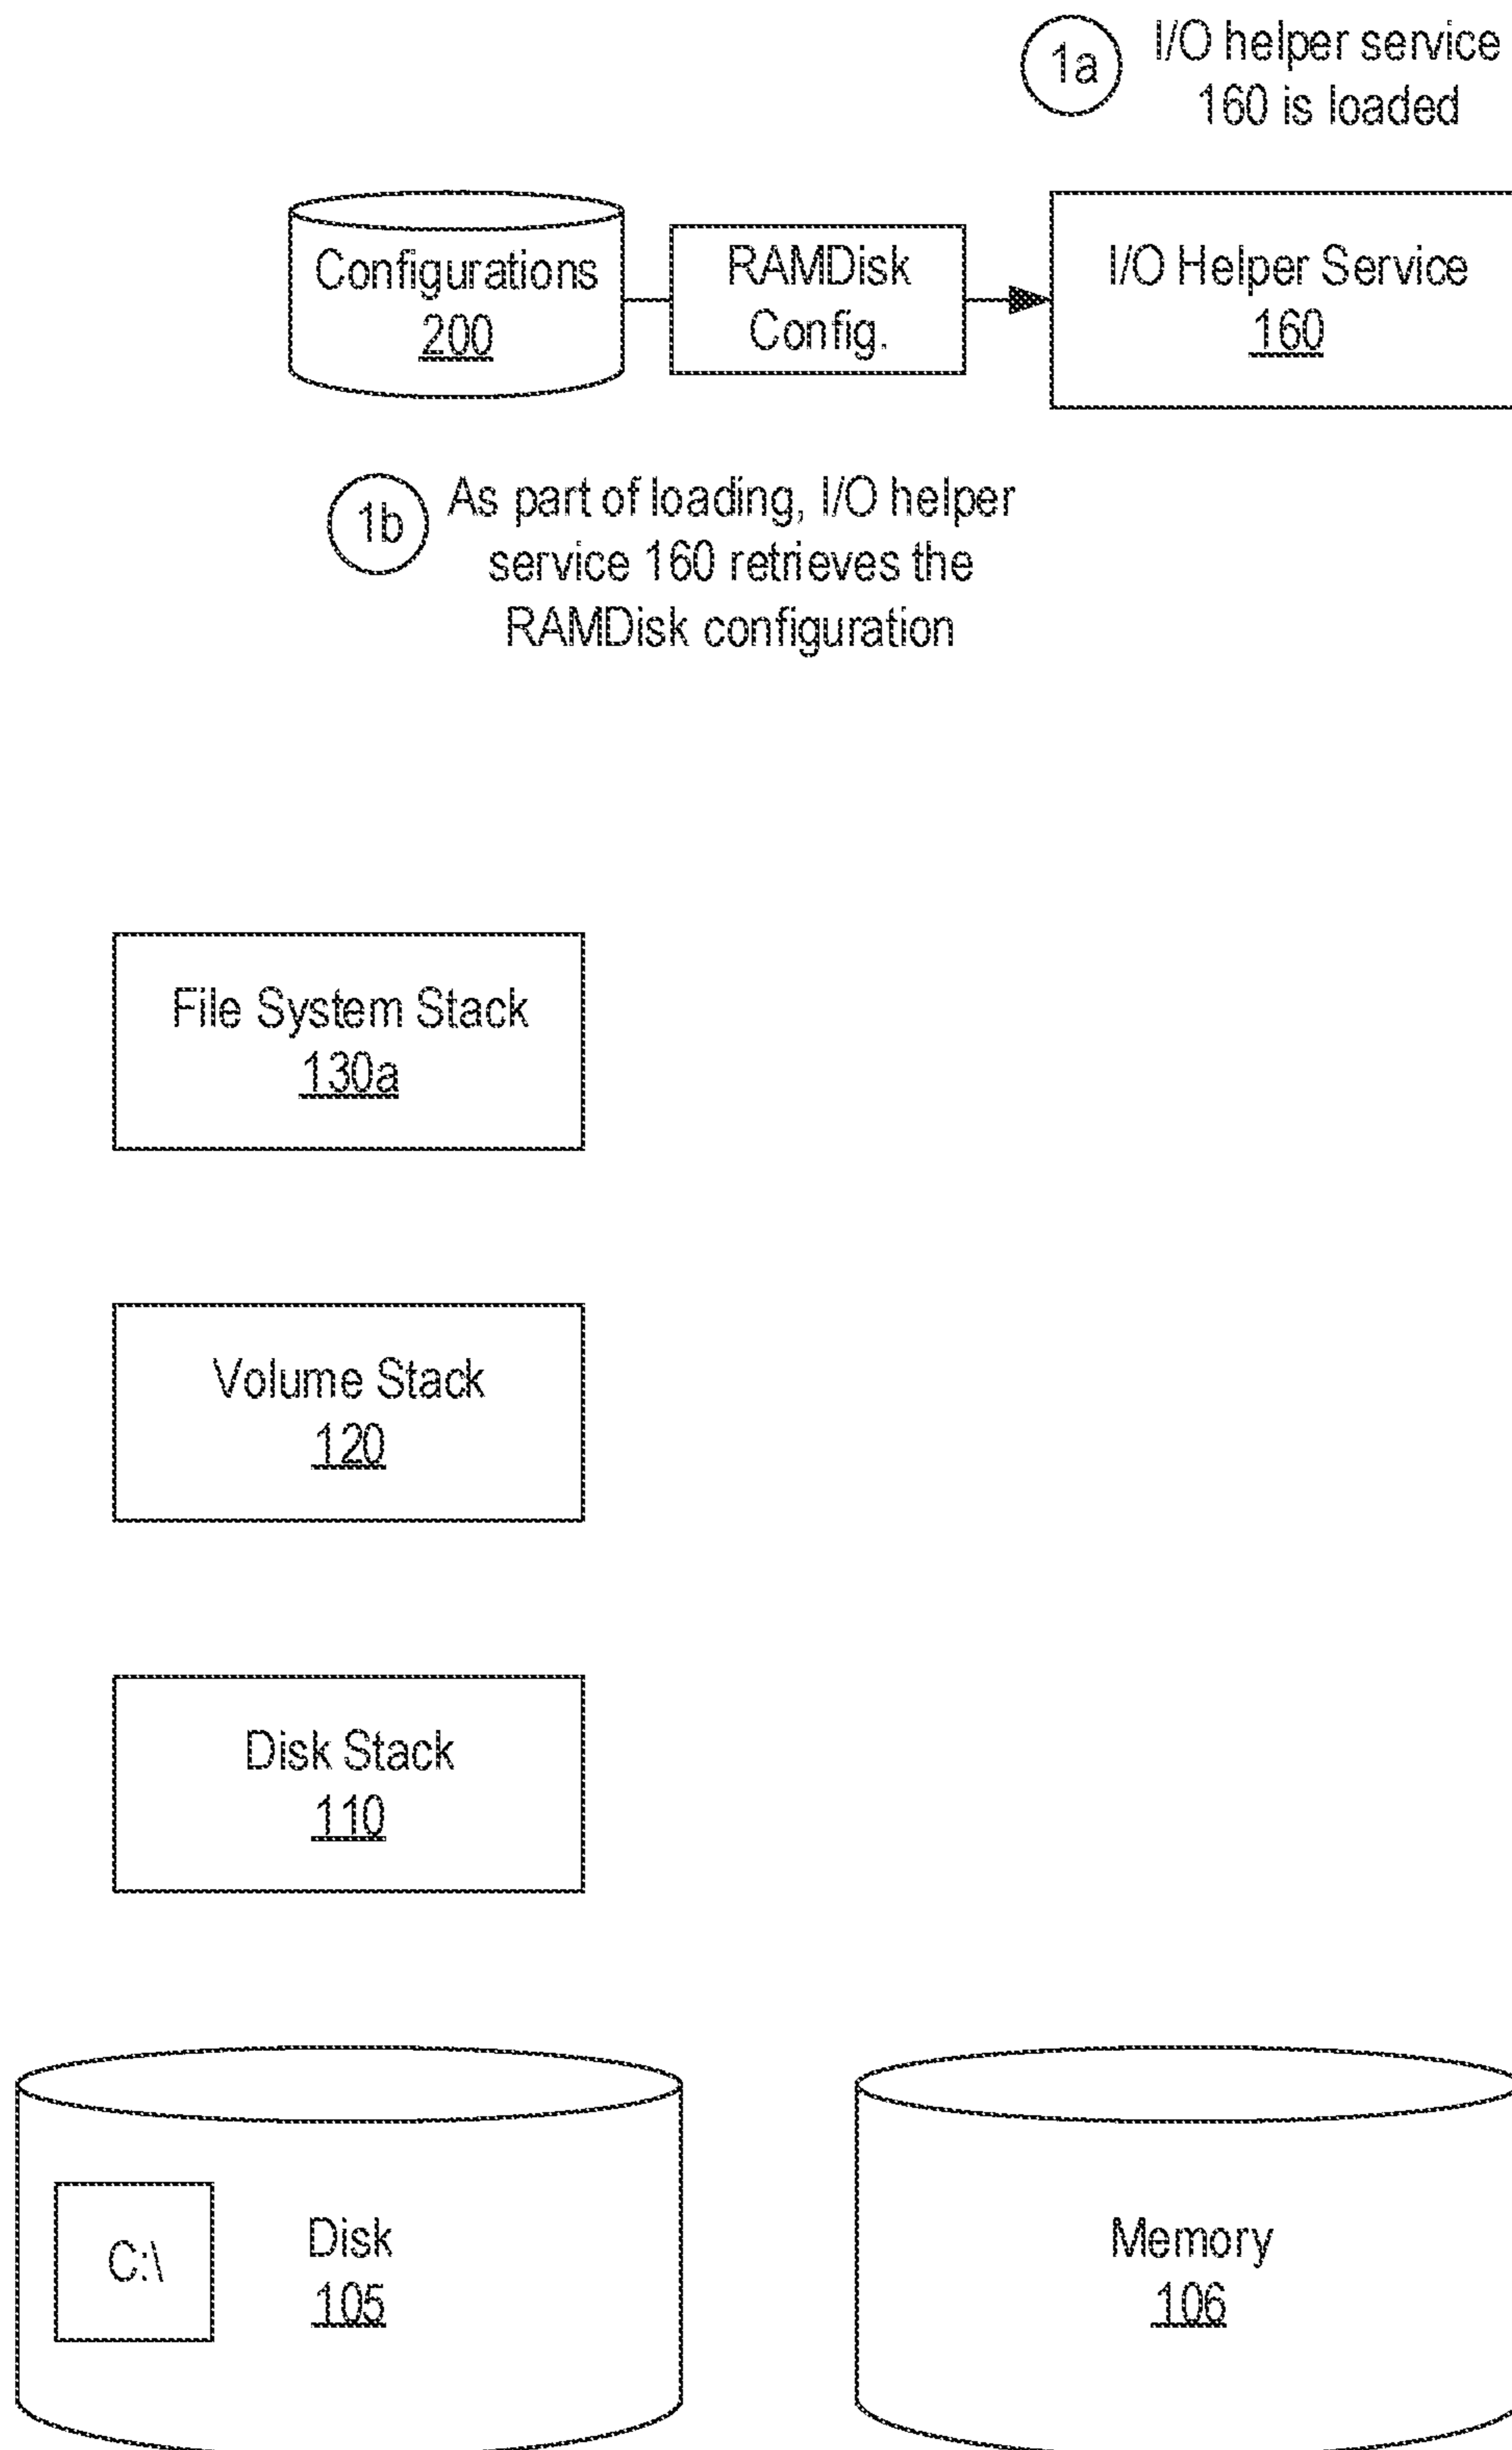 1a
I/O helper service
160 is loaded
Configurations
200
RAMDisk
Config.
I/O Helper Service
160
1b
As part of loading, I/O helper
service 160 retrieves the
RAMDisk configuration
File System Stack
130a
Volume Stack
120
Disk Stack
110
C:\
Disk
105
Memory
106